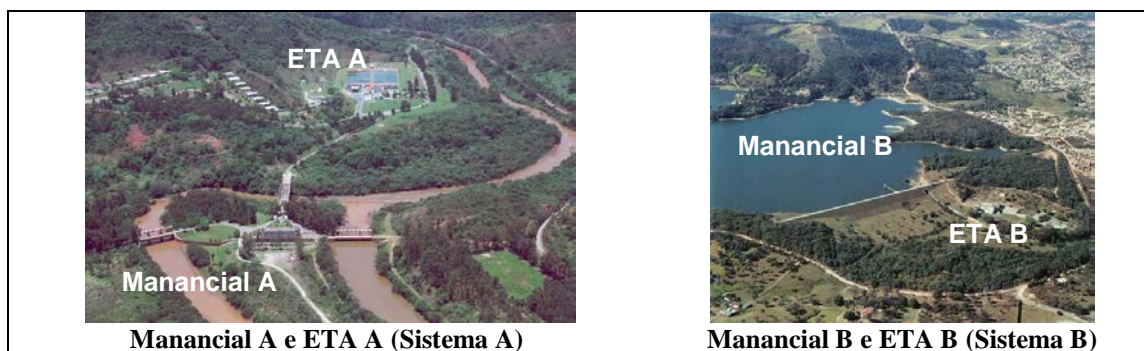 ETA A
Manancial A
Manancial A e ETA A (Sistema A)
Manancial B
ETA B
Manancial B e ETA B (Sistema B)